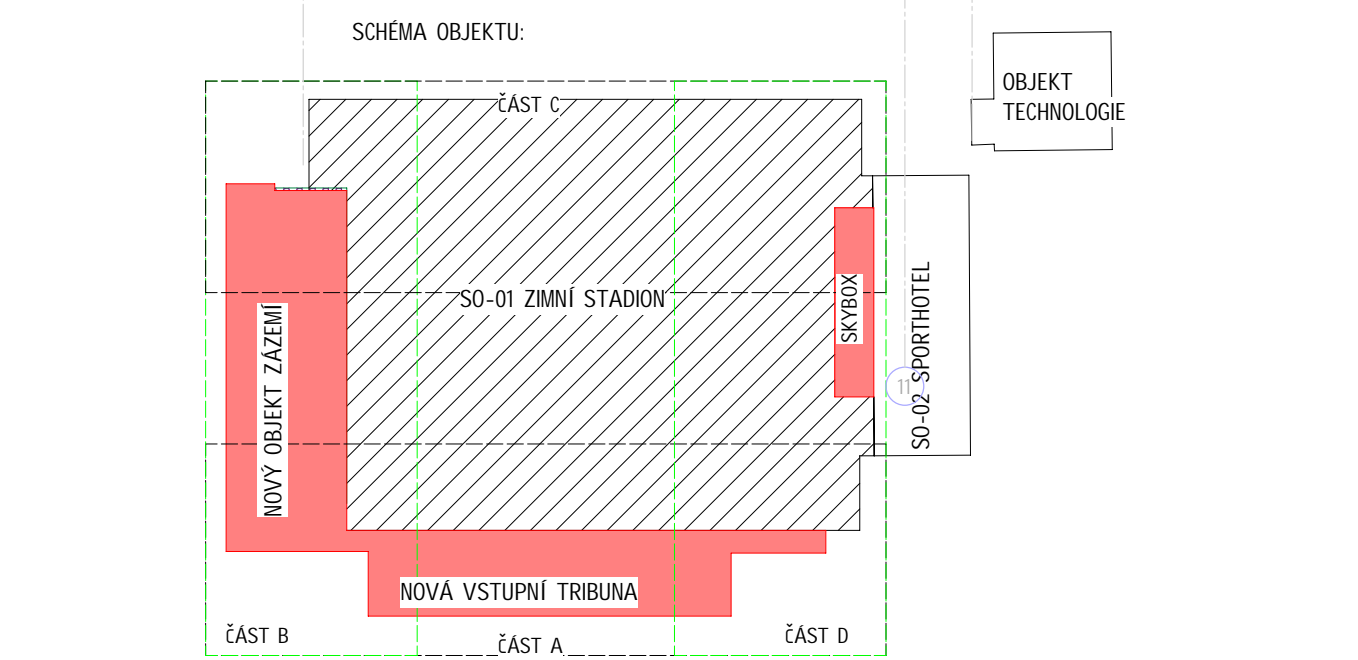 SCHÉMA OBJEKTU:
OBJEKT
TECHNOLOGIE
ČÁST C
SO-01 ZIMNÍ STADION
SKYBOX
SO-02 SPORTHOTEL
11
NOVÝ OBJEKT ZÁZEMÍ
NOVÁ VSTUPNÍ TRIBUNA
ČÁST B
ČÁST A
ČÁST D